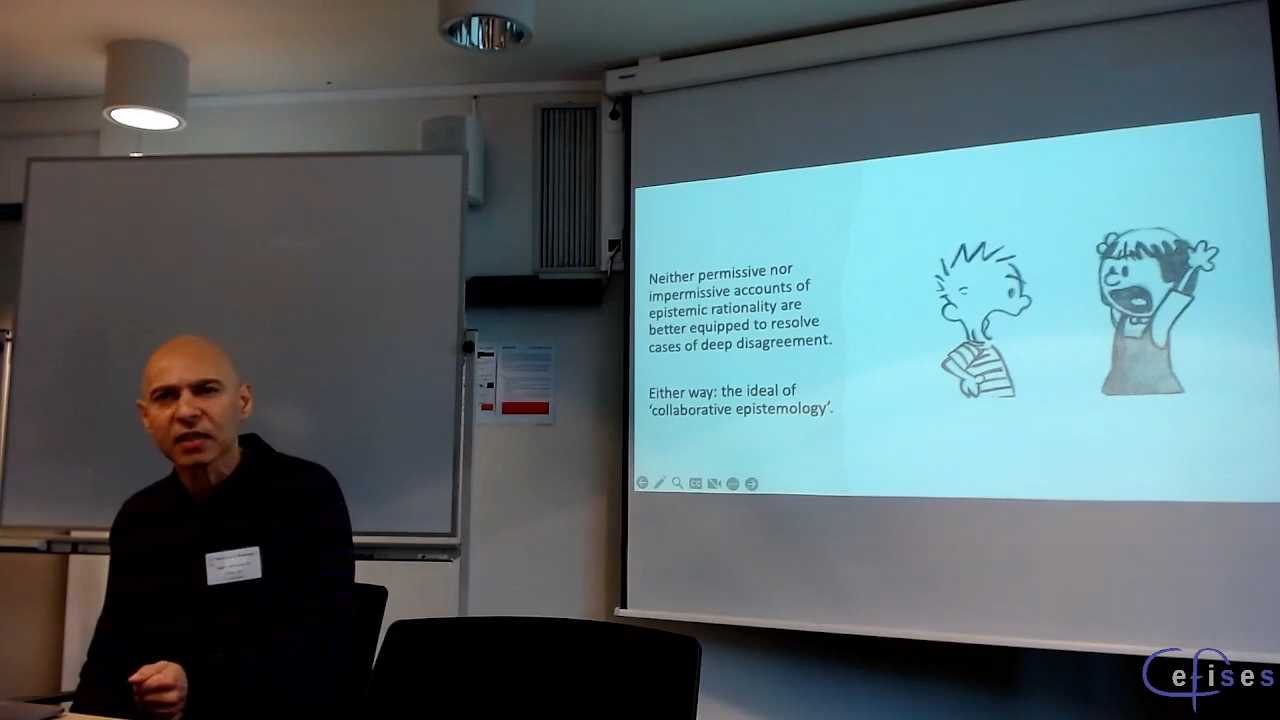 Neither permissive nor
impermissive accounts of
epistemic rationality are
better equipped to resolve
cases of deep disagreement.
Either way: the ideal of
‘collaborative epistemology’.
CC
Cefises